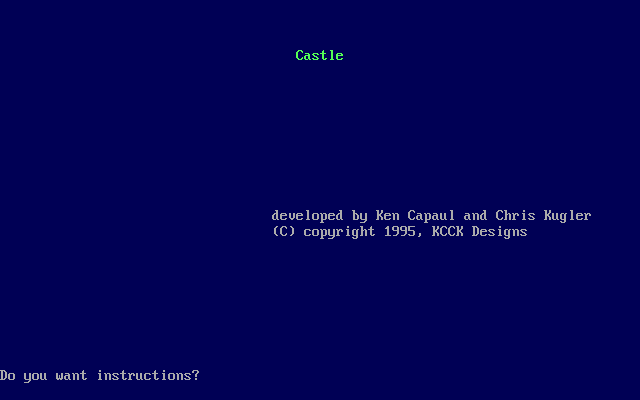 Castle
developed by Ken Capaul and Chris Kugler
(C) copyright 1995, KCCK Designs
Do you want instructions?